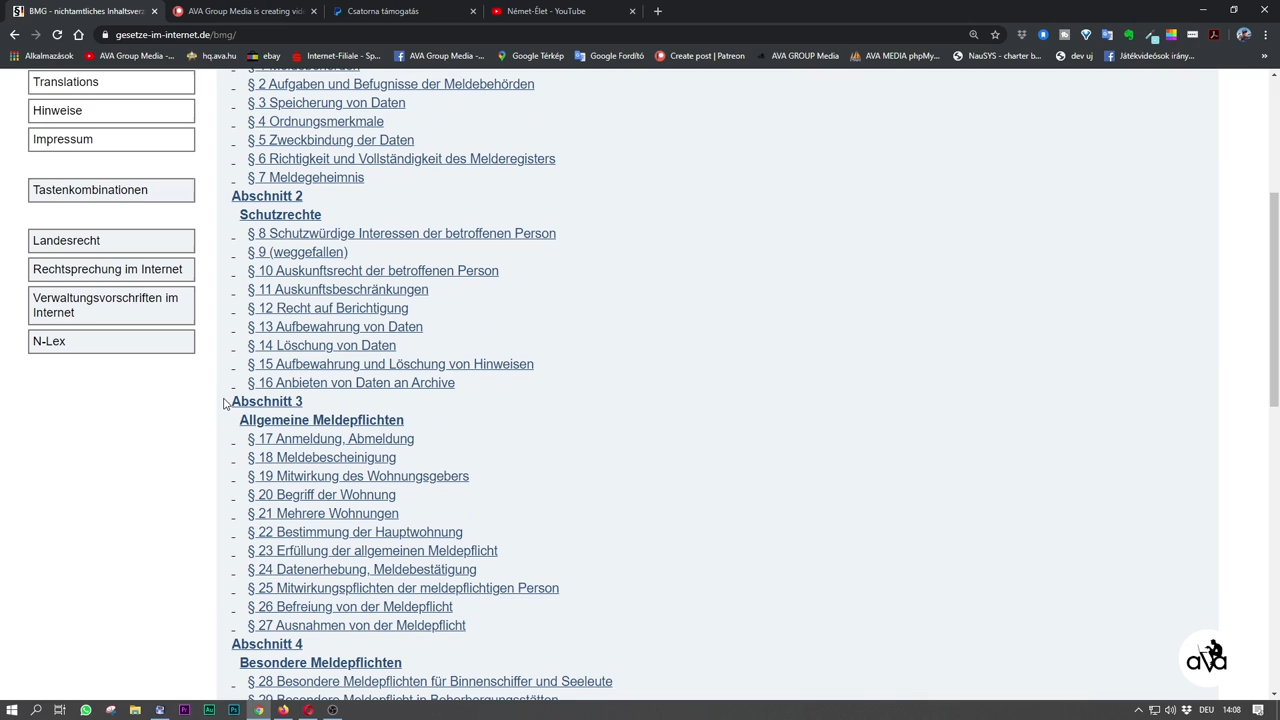 BMG - nichtamtliches Inhaltsverz
AVA Group Media - Creating vide
Csatorna támogatás
Német-Élet - YouTube
gesetze-im-internet.de/bmg/
Alkalmazások
AVA Group Media -...
hq.ava.hu
ebay
Internet-Filiale - Sp...
AVA Group Media -...
Google Térkép
Google Fordító
Create post | Patreon
AVA GROUP Media
AVA MEDIA phpMy...
NauSYS - charter b...
dev uj
Játékvideósok irány...
Translations
Hinweise
Impressum
Tastenkombinationen
Landesrecht
Rechtsprechung im Internet
Verwaltungsvorschriften im
Internet
N-Lex
§ 2 Aufgaben und Befugnisse der Meldebehörden
§ 3 Speicherung von Daten
§ 4 Ordnungsmerkmale
§ 5 Zweckbindung der Daten
§ 6 Richtigkeit und Vollständigkeit des Melderegisters
§ 7 Meldegeheimnis
Abschnitt 2
Schutzrechte
§ 8 Schutzwürdige Interessen der betroffenen Person
§ 9 (weggefallen)
§ 10 Auskunftsrecht der betroffenen Person
§ 11 Auskunftsbeschränkungen
§ 12 Recht auf Berichtigung
§ 13 Aufbewahrung von Daten
§ 14 Löschung von Daten
§ 15 Aufbewahrung und Löschung von Hinweisen
§ 16 Anbieten von Daten an Archive
Abschnitt 3
Allgemeine Meldepflichten
§ 17 Anmeldung, Abmeldung
§ 18 Meldebescheinigung
§ 19 Mitwirkung des Wohnungsgebers
§ 20 Begriff der Wohnung
§ 21 Mehrere Wohnungen
§ 22 Bestimmung der Hauptwohnung
§ 23 Erfüllung der allgemeinen Meldepflicht
§ 24 Datenerhebung, Meldebestätigung
§ 25 Mitwirkungspflichten der meldepflichtigen Person
§ 26 Befreiung von der Meldepflicht
§ 27 Ausnahmen von der Meldepflicht
Abschnitt 4
Besondere Meldepflichten
§ 28 Besondere Meldepflichten für Binnenschiffer und Seeleute
§ 29 Besondere Meldepflicht in Beherbergungsstätten
aVa
DEU
14:08